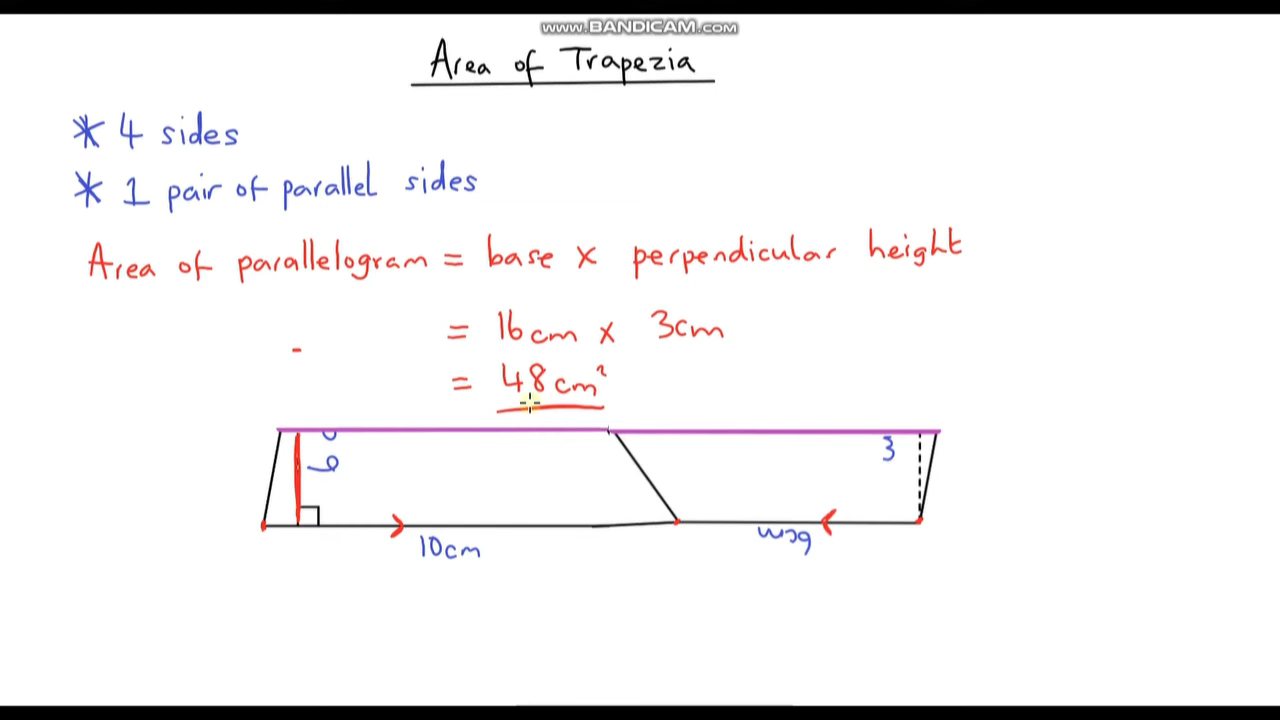 www.BANDICAM.com
Area of Trapezia
* 4 sides
* 1 pair of parallel sides
Area of parallelogram = base × perpendicular height
= 16cm × 3cm
= 48cm²
3
10cm
6cm